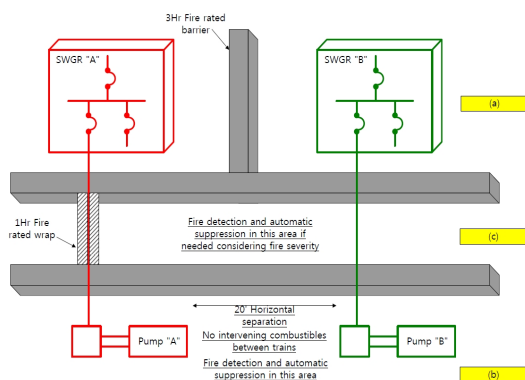 3Hr Fire rated
barrier
SWGR "A"
SWGR "B"
(a)
1Hr Fire
rated wrap
Fire detection and automatic
suppression in this area if
needed considering fire severity
(c)
20' Horizontal
separation
No intervening combustibles
between trains
Pump "A"
Pump "B"
Fire detection and automatic
suppression in this area
(b)